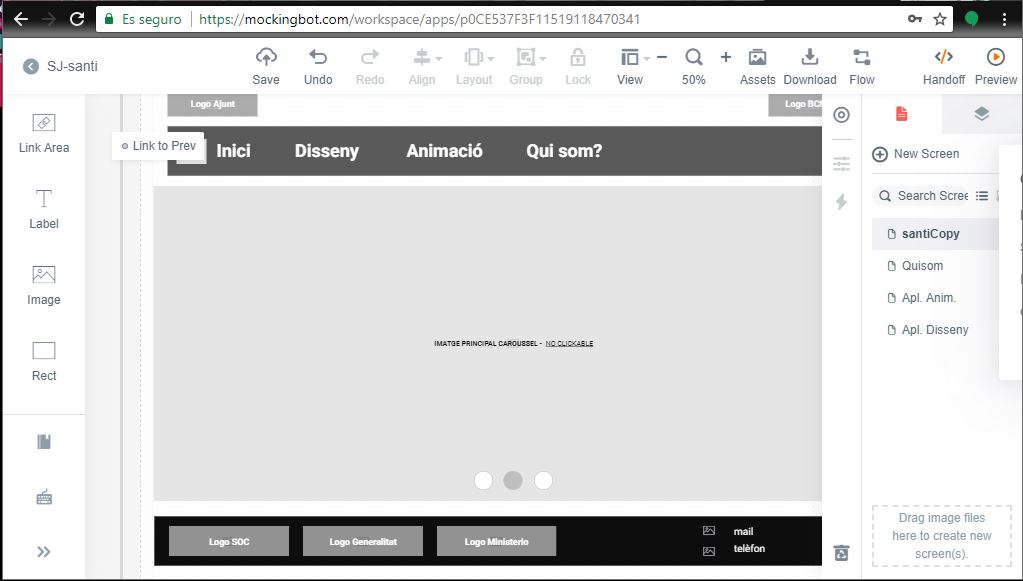 Es seguro
https://mockingbot.com/workspace/apps/p0CE537F3F11519118470341
SJ-santi
Save
Undo
Redo
Align
Layout
Group
Lock
View
50%
Assets
Download
Flow
Handoff
Preview
Link Area
Label
Image
Rect
Logo Ajunt
Link to Prev
Inici
Disseny
Animació
Qui som?
IMATGE PRINCIPAL CAROUSSEL - NO CLICKABLE
Logo SOC
Logo Generalitat
Logo Ministerio
mail
telèfon
New Screen
Search Scree
santiCopy
Quisom
Apl. Anim.
Apl. Disseny
Drag image files
here to create new
screen(s).